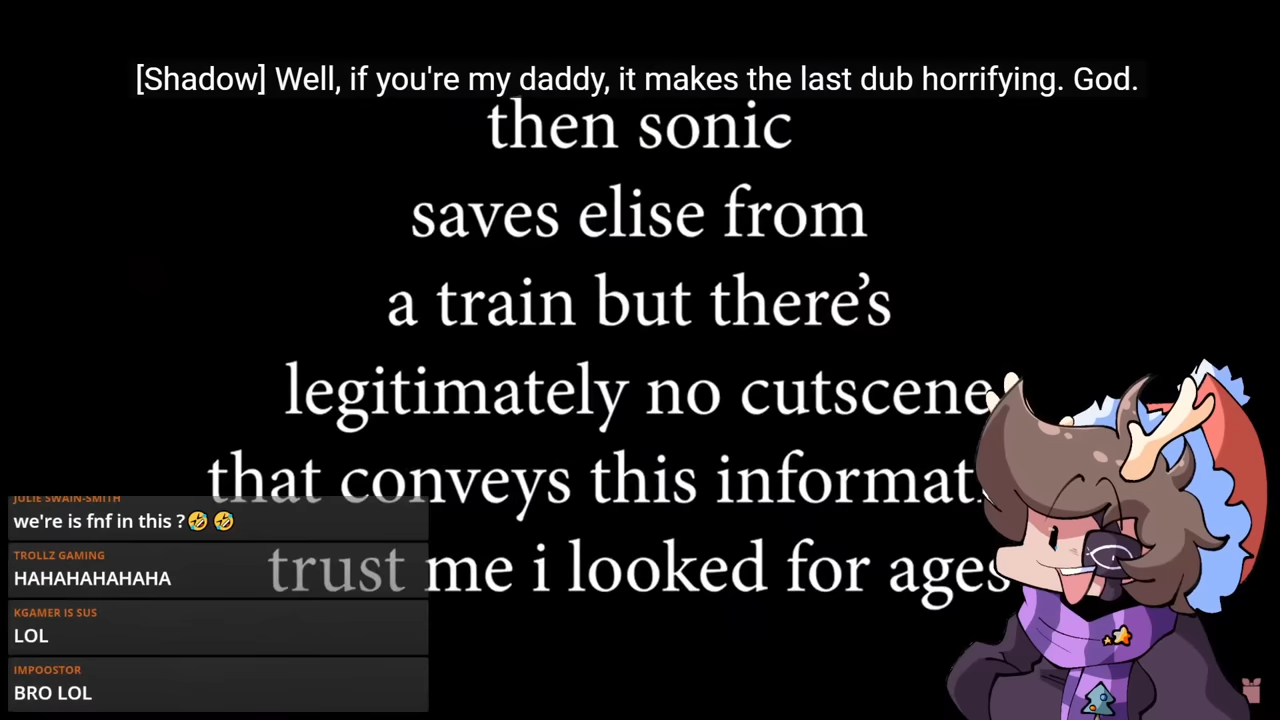 [Shadow] Well, if you're my daddy, it makes the last dub horrifying. God.
then sonic
saves elise from
a train but there's
legitimately no cutscene
that conveys this informat
trust me i looked for ages
JULIE SWAIN-SMITH
we're is fnf in this ?🤣 🤣
TROLLZ GAMING
HAHAHAHAHAHA
KGAMER IS SUS
LOL
IMPOOSTOR
BRO LOL